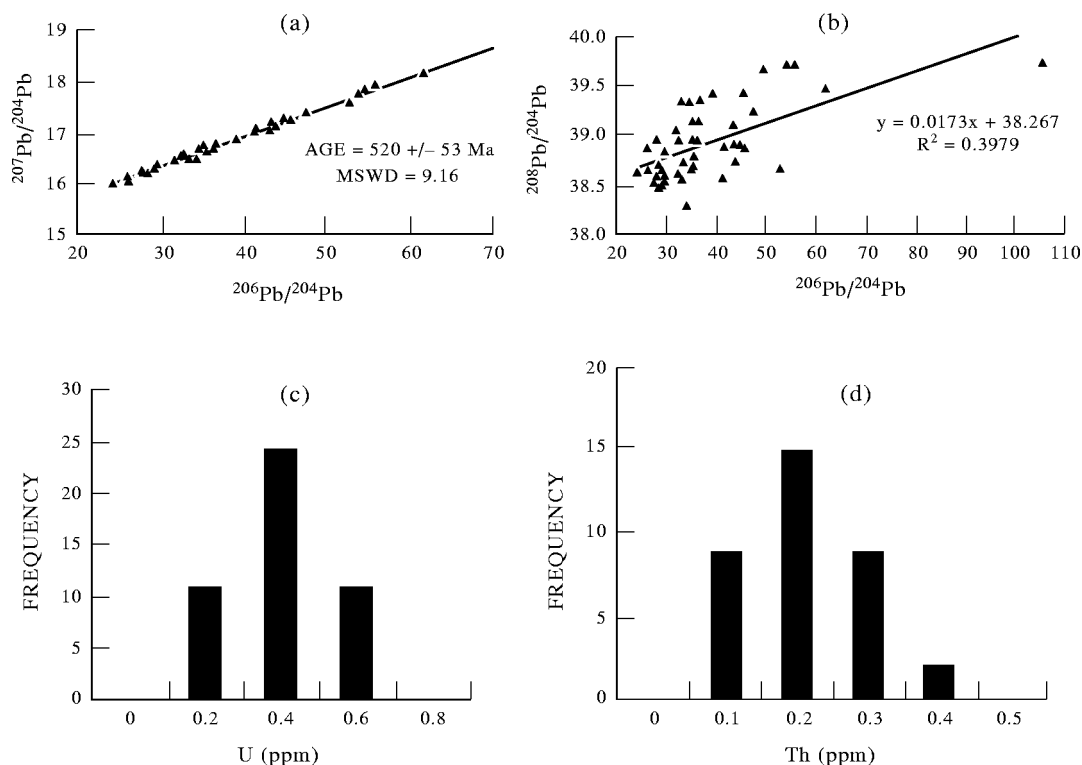 (a)
19
18
17
16
15
²⁰⁷Pb/²⁰⁴Pb
AGE = 520 +/− 53 Ma
MSWD = 9.16
20 30 40 50 60 70
²⁰⁶Pb/²⁰⁴Pb
(b)
40.0
39.5
39.0
38.5
38.0
²⁰⁸Pb/²⁰⁴Pb
y = 0.0173x + 38.267
R² = 0.3979
20 30 40 50 60 70 80 90 100 110
²⁰⁶Pb/²⁰⁴Pb
(c)
30
25
20
15
10
5
0
FREQUENCY
0 0.2 0.4 0.6 0.8
U (ppm)
(d)
20
15
10
5
0
FREQUENCY
0 0.1 0.2 0.3 0.4 0.5
Th (ppm)